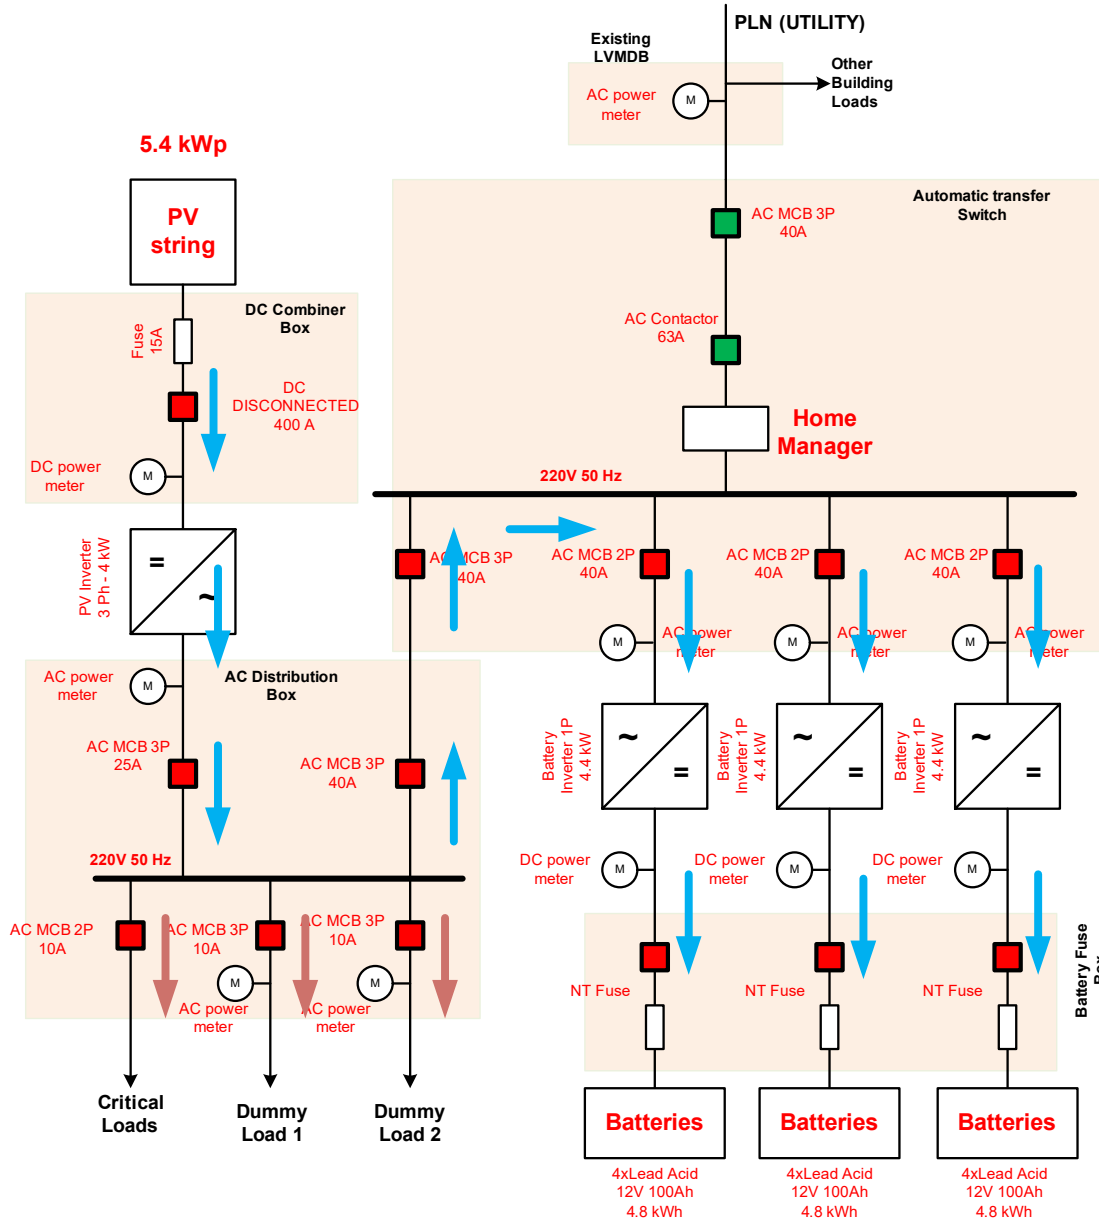 PLN (UTILITY)
Existing
LVMDB
Other
Building
Loads
AC power
meter
M
5.4 kWp
PV
string
Automatic transfer
Switch
AC MCB 3P
40A
DC Combiner
Box
Fuse
15A
AC Contactor
63A
DC
DISCONNECTED
400 A
Home
Manager
DC power
meter
M
220V 50 Hz
PV Inverter
3 Ph - 4 kW
=
~
AC MCB 3P
40A
AC MCB 2P
40A
AC MCB 2P
40A
AC MCB 2P
40A
M
AC power
meter
M
AC power
meter
M
AC power
meter
AC power
meter
M
AC Distribution
Box
AC MCB 3P
25A
AC MCB 3P
40A
Battery
Inverter 1P
4.4 kW
~
=
Battery
Inverter 1P
4.4 kW
~
=
Battery
Inverter 1P
4.4 kW
~
=
220V 50 Hz
DC power
meter
M
DC power
meter
M
DC power
meter
M
AC MCB 2P
10A
AC MCB 3P
10A
AC MCB 3P
10A
M
AC power
meter
M
AC power
meter
NT Fuse
NT Fuse
NT Fuse
Battery Fuse
Box
Critical
Loads
Dummy
Load 1
Dummy
Load 2
Batteries
Batteries
Batteries
4xLead Acid
12V 100Ah
4.8 kWh
4xLead Acid
12V 100Ah
4.8 kWh
4xLead Acid
12V 100Ah
4.8 kWh